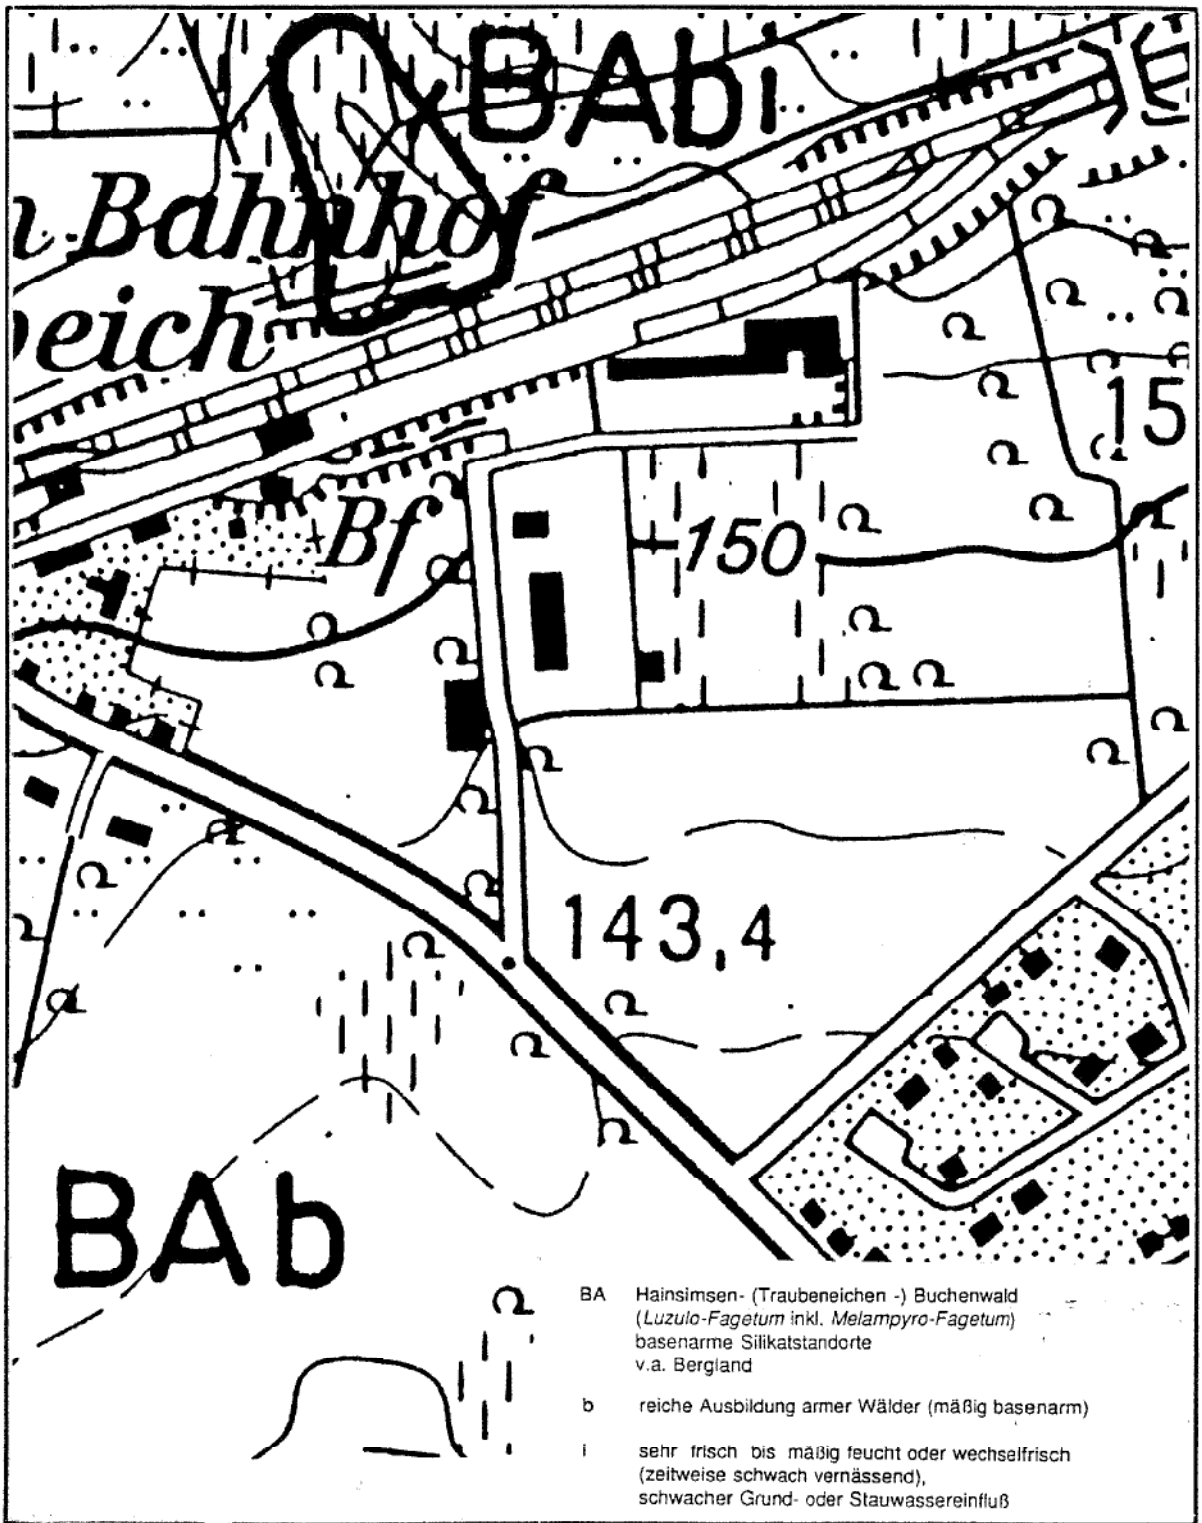 BAbi
Bahnhof
eich
15
Bf
150
143,4
BAb
BA Hainsimsen- (Traubeneichen -) Buchenwald
(Luzulo-Fagetum inkl. Melampyro-Fagetum)
basenarme Silikatstandorte
v.a. Bergland
b reiche Ausbildung armer Wälder (mäßig basenarm)
i sehr frisch bis mäßig feucht oder wechselfrisch
(zeitweise schwach vernässend),
schwacher Grund- oder Stauwassereinfluß